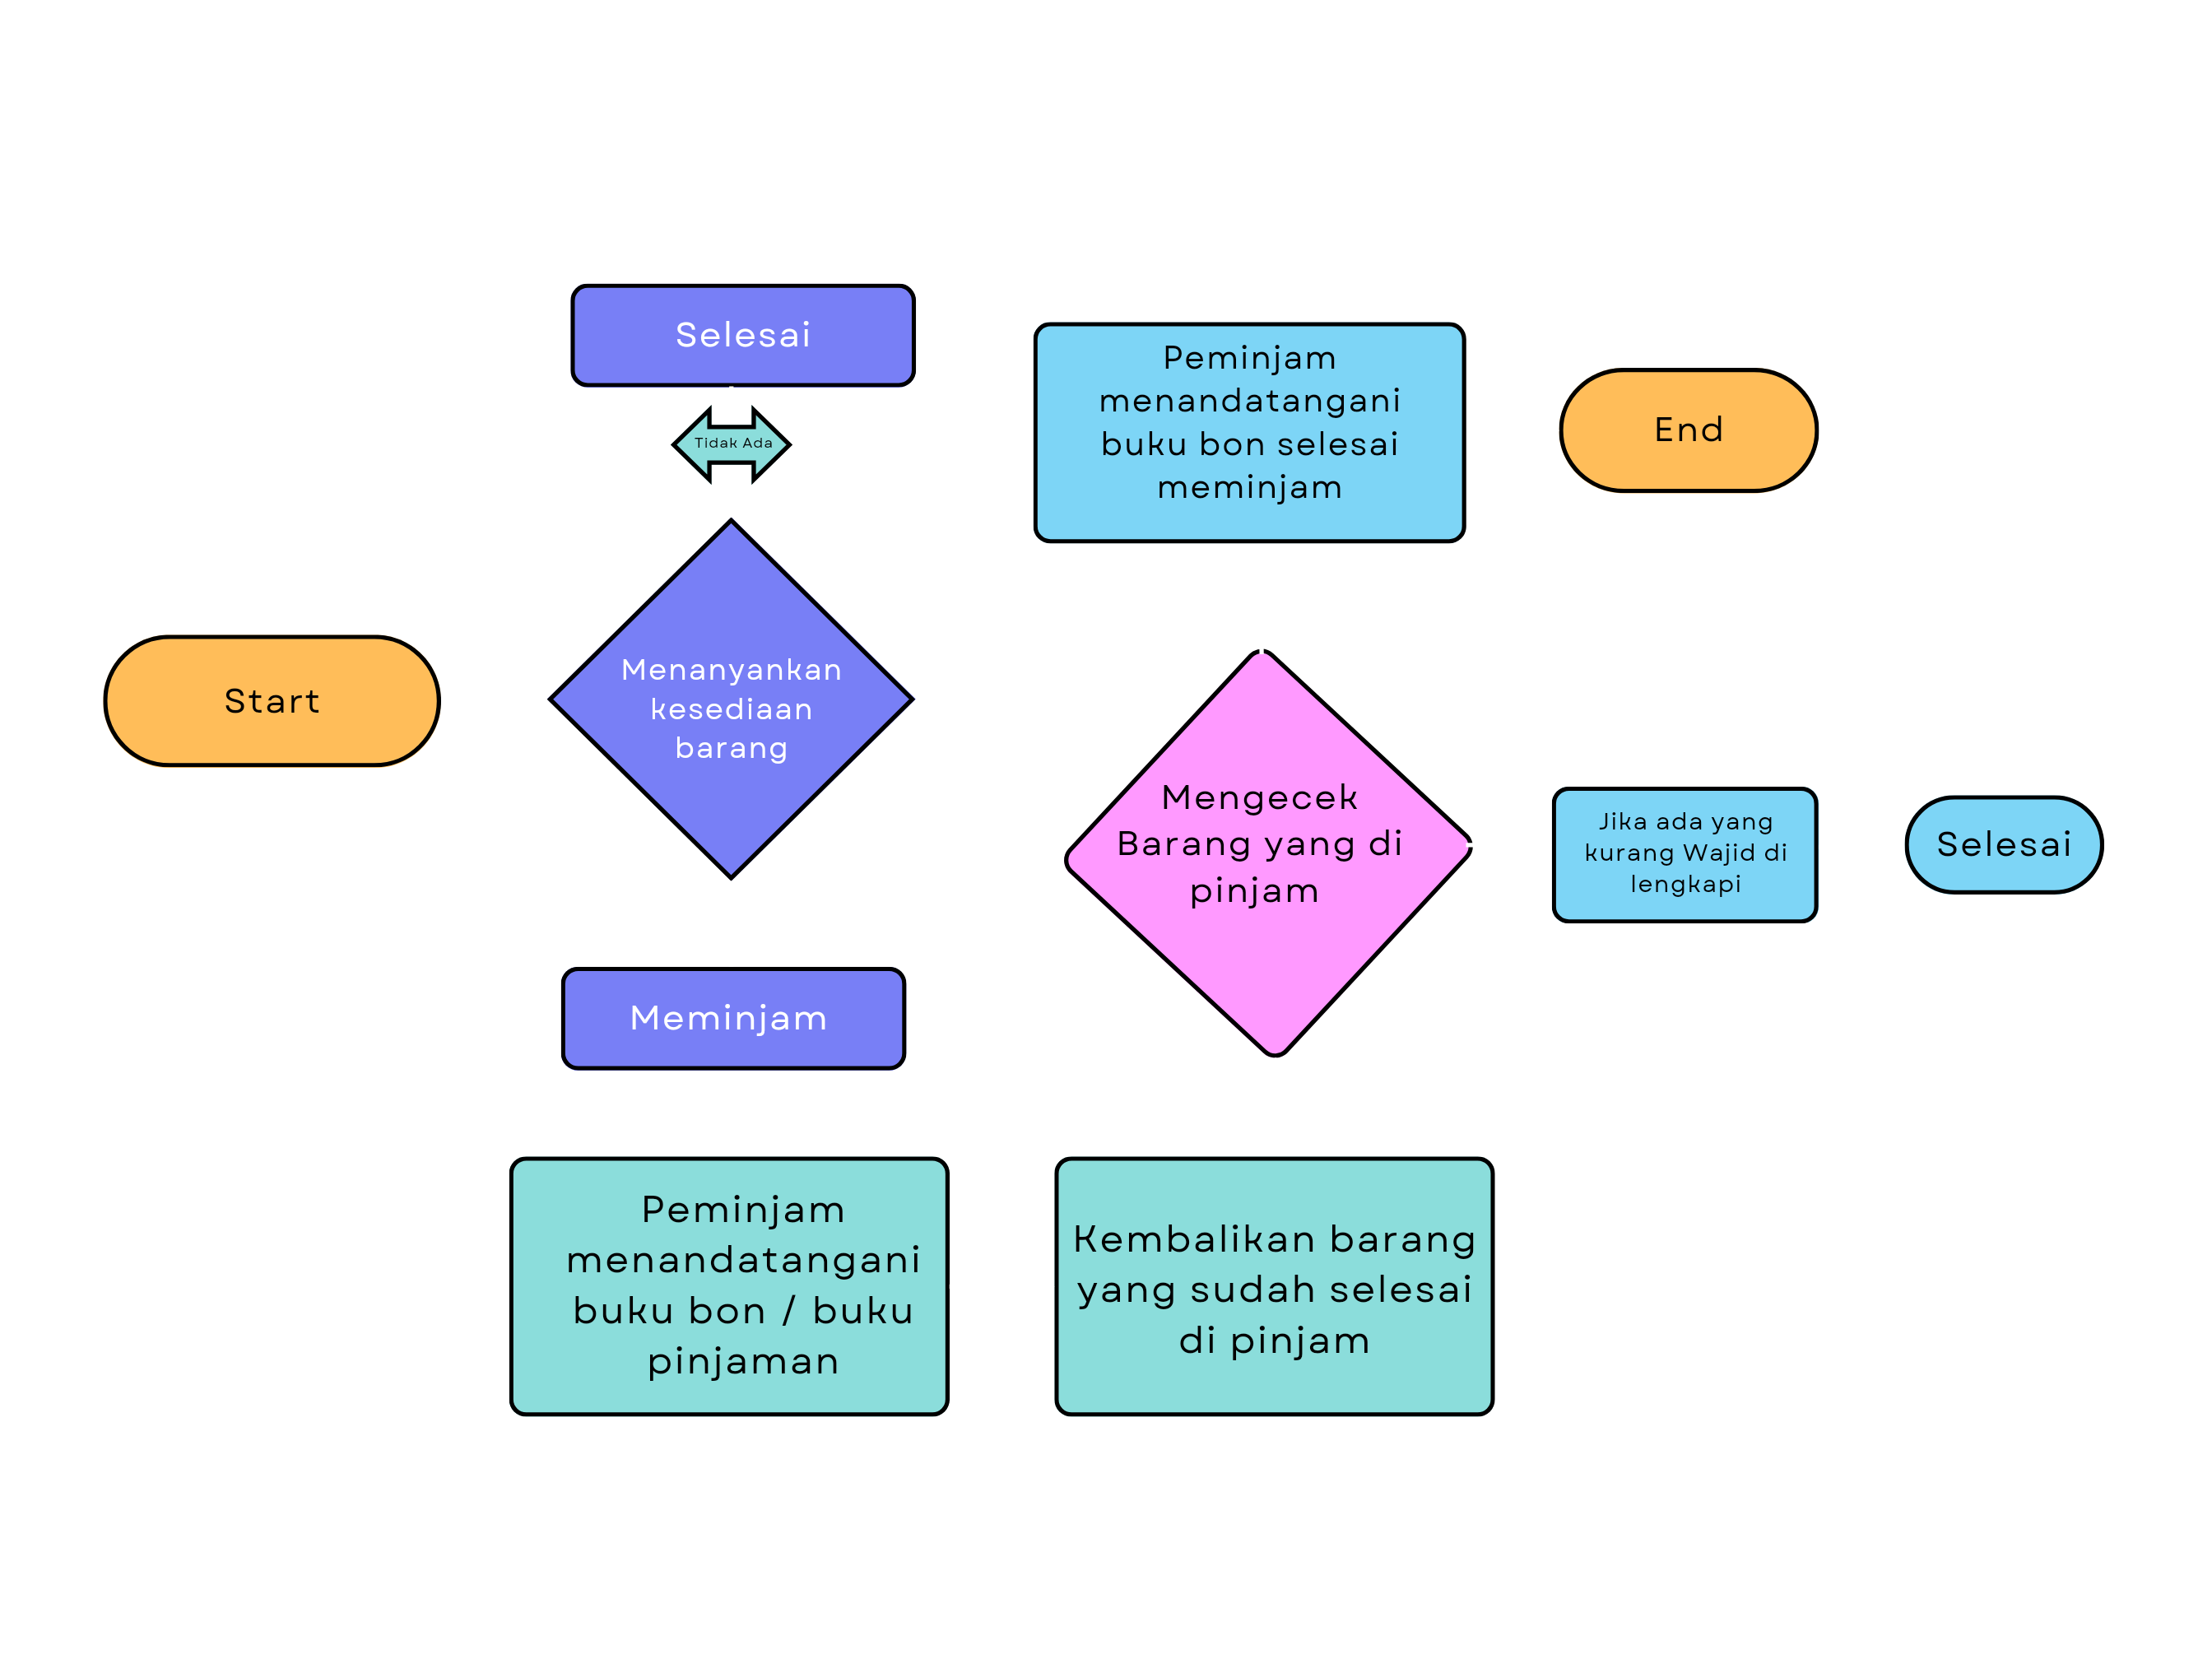 Start
Selesai
Tidak Ada
Menanyankan
kesediaan
barang
Meminjam
Peminjam
menandatangani
buku bon / buku
pinjaman
Kembalikan barang
yang sudah selesai
di pinjam
Mengecek
Barang yang di
pinjam
Peminjam
menandatangani
buku bon selesai
meminjam
End
Jika ada yang
kurang Wajid di
lengkapi
Selesai